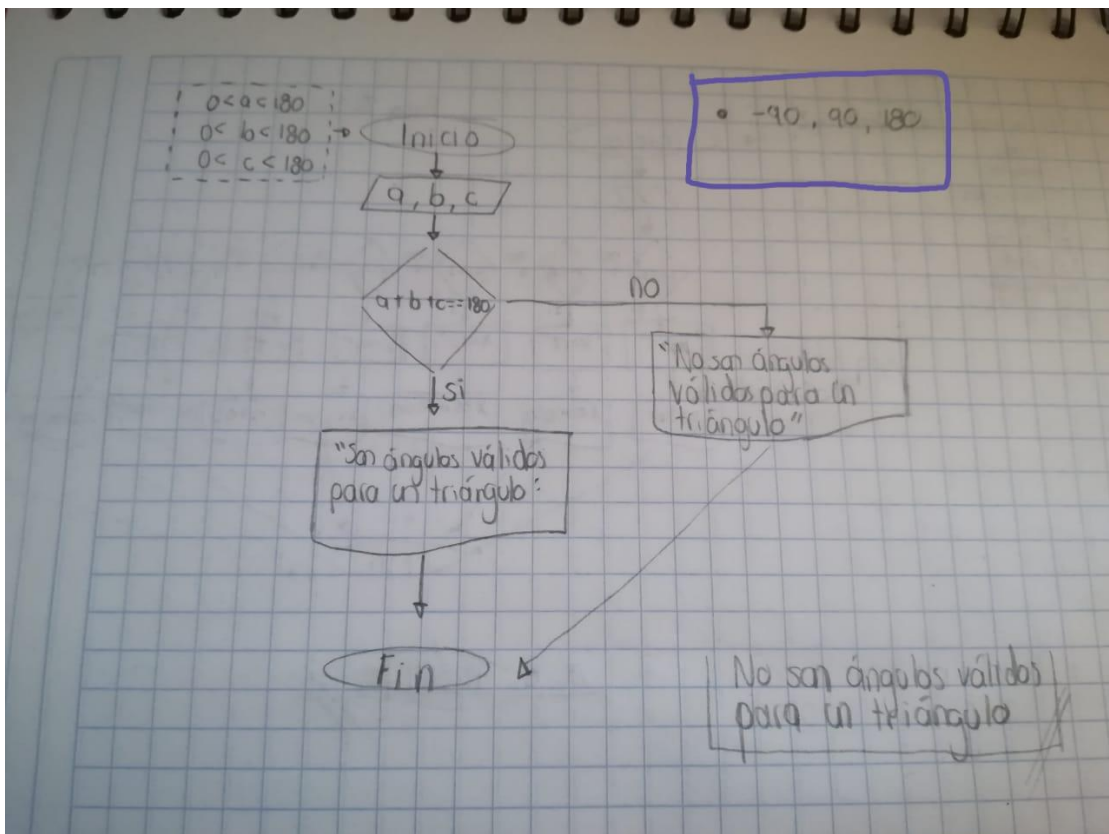 0<a<180
0<b<180
0<c<180
Inicio
• -90, 90, 180
a, b, c
a+b+c==180
no
si
"No son ángulos
válidos para un
triángulo"
"Son ángulos válidos
para un triángulo"
Fin
No son ángulos válidos
para un triángulo